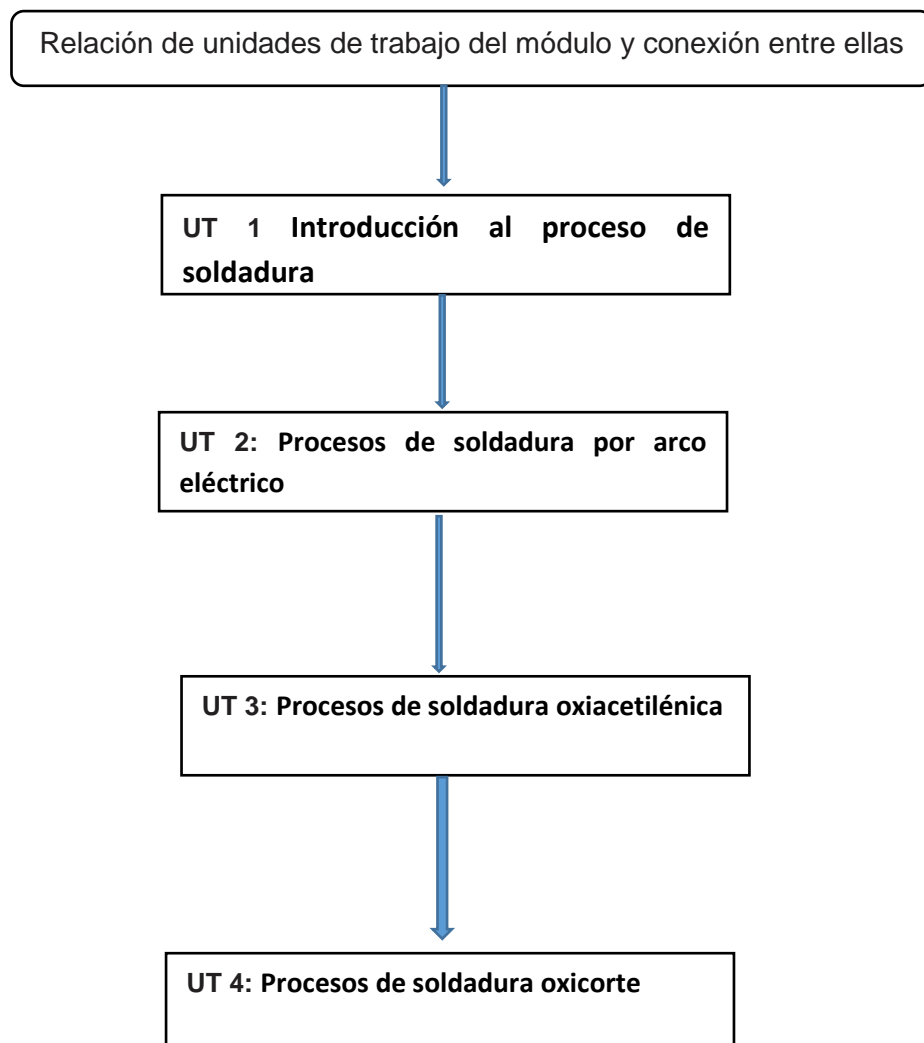 Relación de unidades de trabajo del módulo y conexión entre ellas
UT 1 Introducción al proceso de
soldadura
UT 2: Procesos de soldadura por arco
eléctrico
UT 3: Procesos de soldadura oxiacetilénica
UT 4: Procesos de soldadura oxicorte